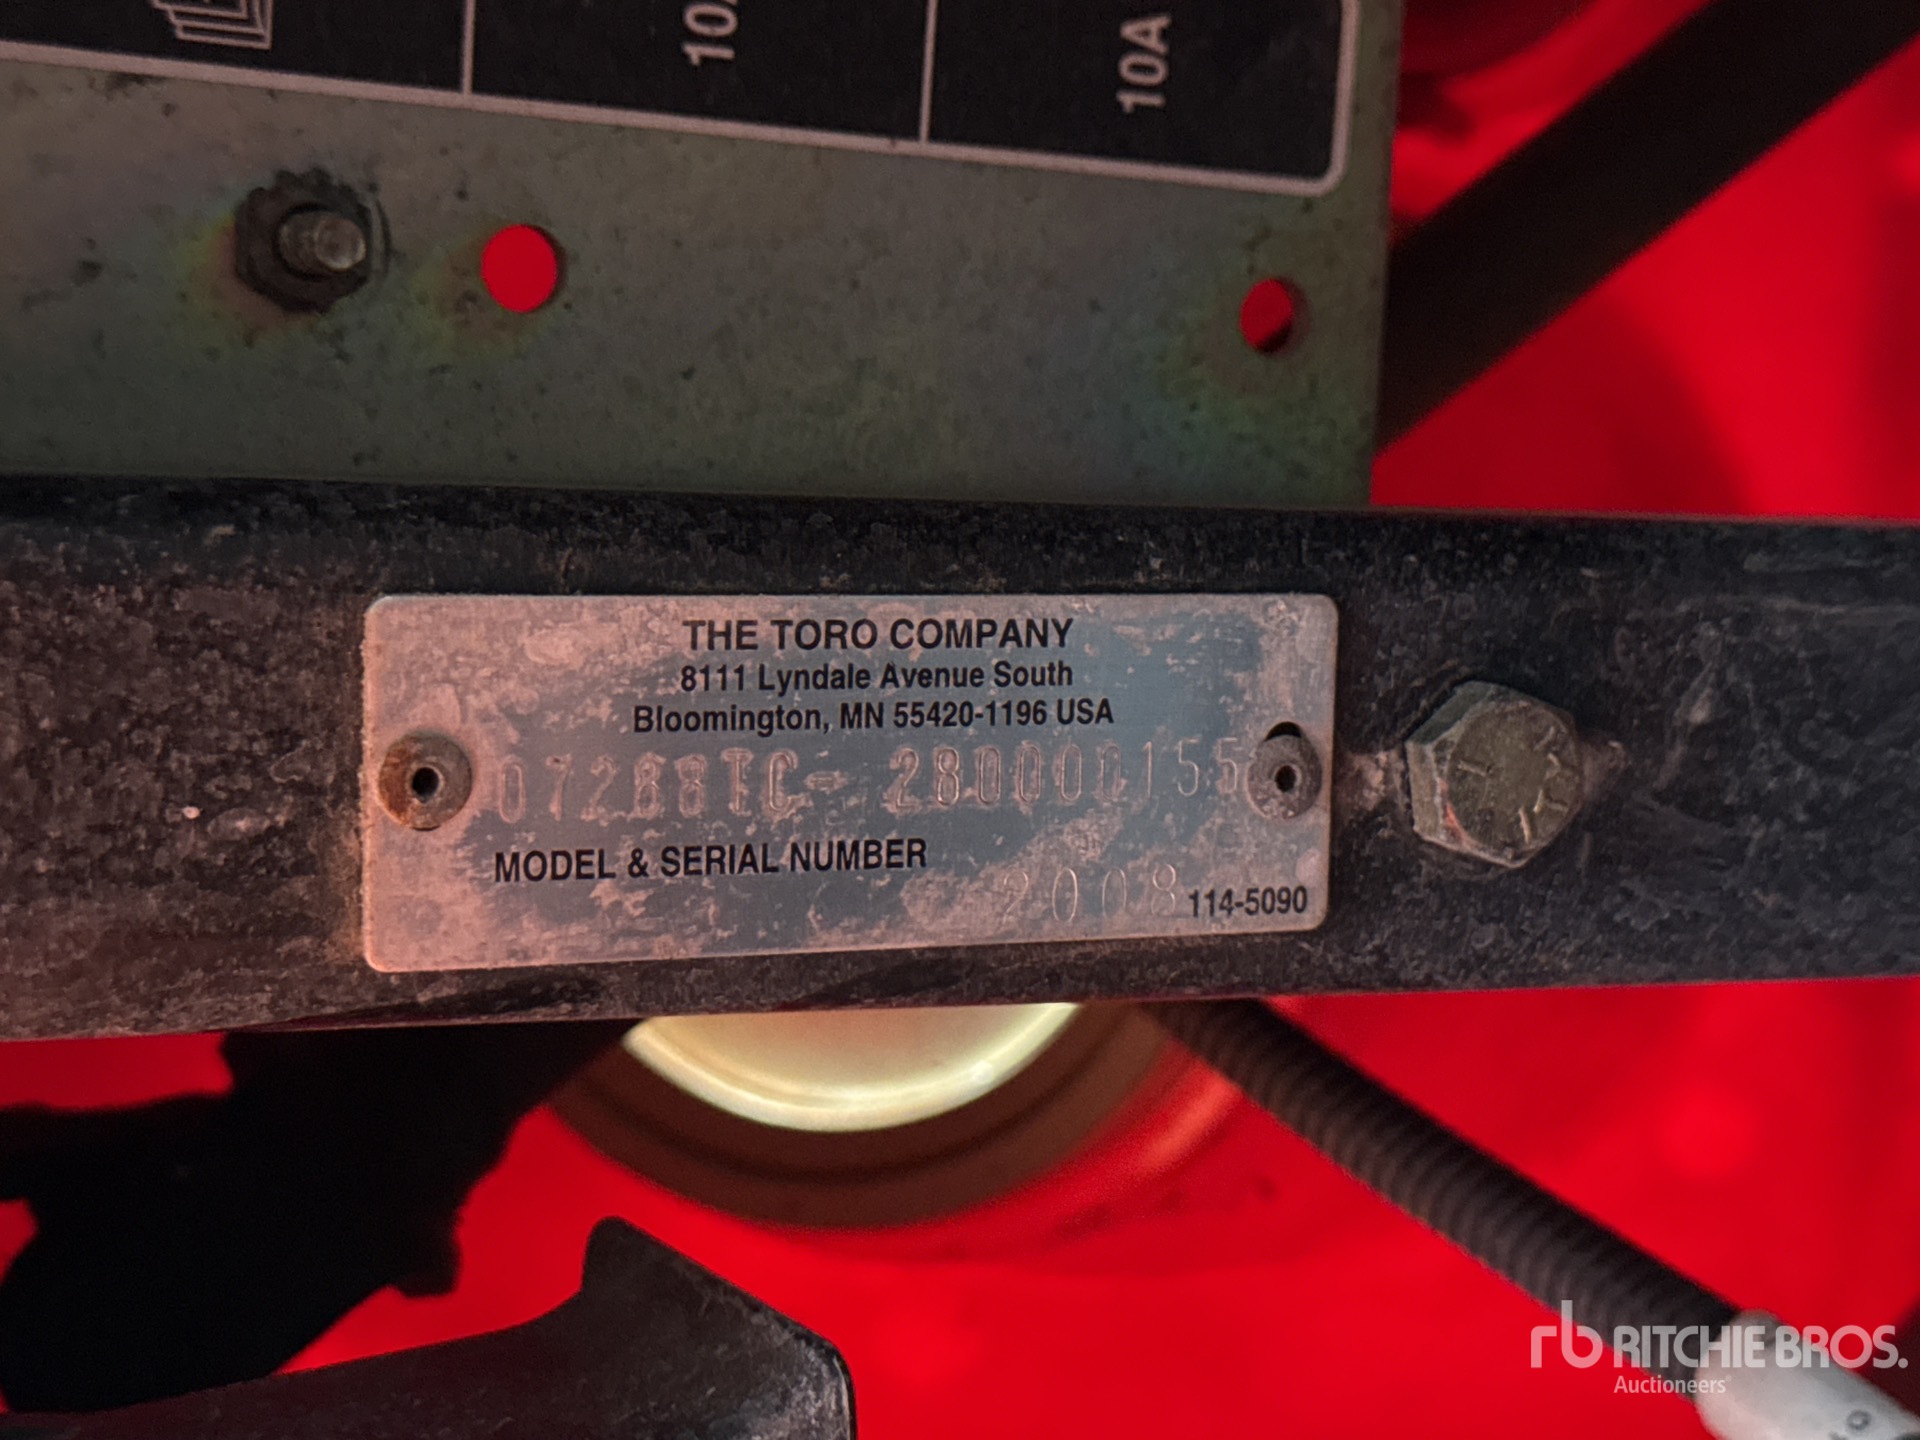 10A
10A
THE TORO COMPANY
8111 Lyndale Avenue South
Bloomington, MN 55420-1196 USA
07288TC- 280000155
MODEL & SERIAL NUMBER
2008
114-5090
rb RITCHIE BROS.
Auctioneers